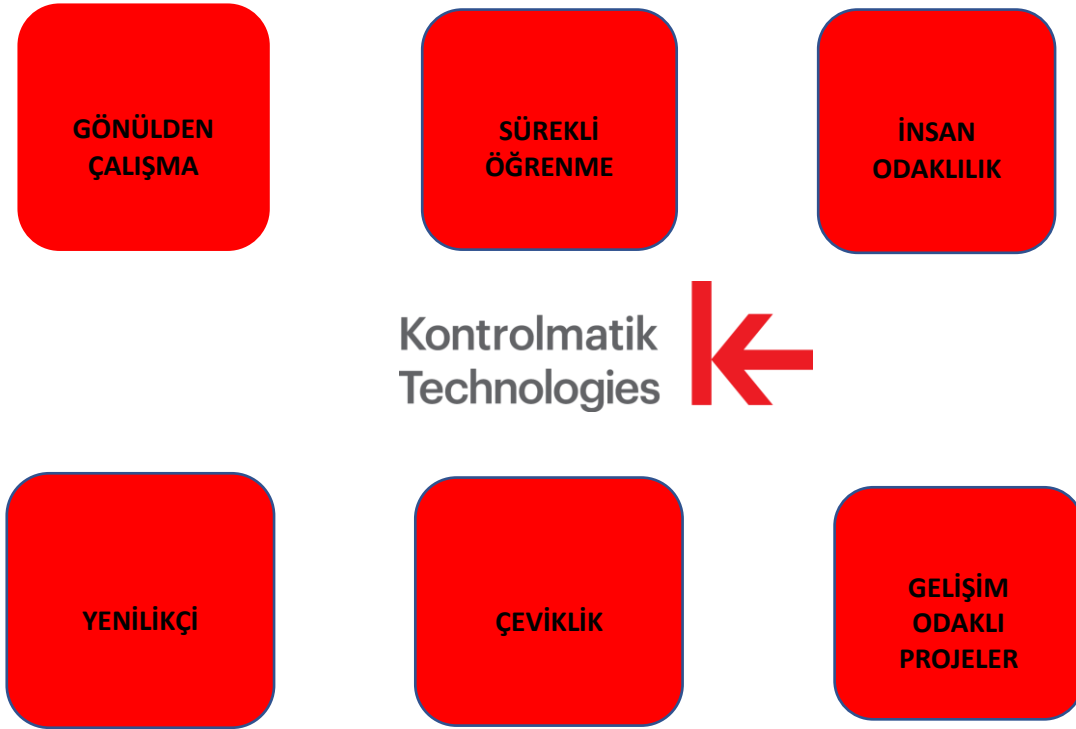 GÖNÜLDEN
ÇALIŞMA
SÜREKLİ
ÖĞRENME
İNSAN
ODAKLILIK
Kontrolmatik
Technologies
YENİLİKÇİ
ÇEVİKLİK
GELİŞİM
ODAKLI
PROJELER